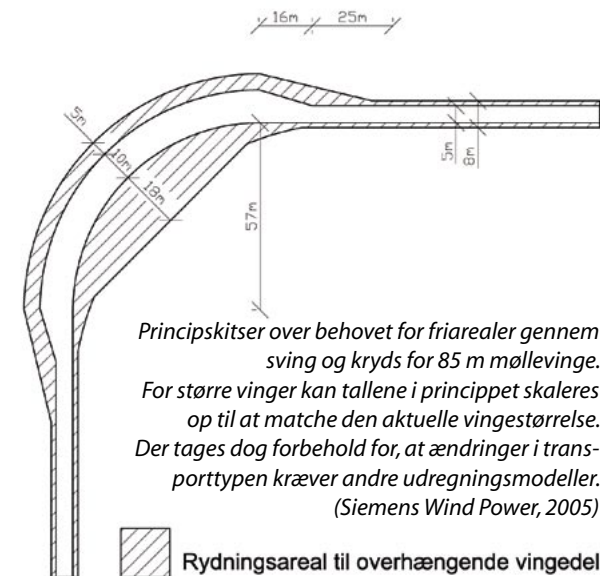 16m 25m
5m
10m
18m
5m
8m
57m
Principskitser over behovet for friarealer gennem
sving og kryds for 85 m møllevinge.
For større vinger kan tallene i princippet skaleres
op til at matche den aktuelle vingestørrelse.
Der tages dog forbehold for, at ændringer i trans-
porttypen kræver andre udregningsmodeller.
(Siemens Wind Power, 2005)
Rydningsareal til overhængende vingedel